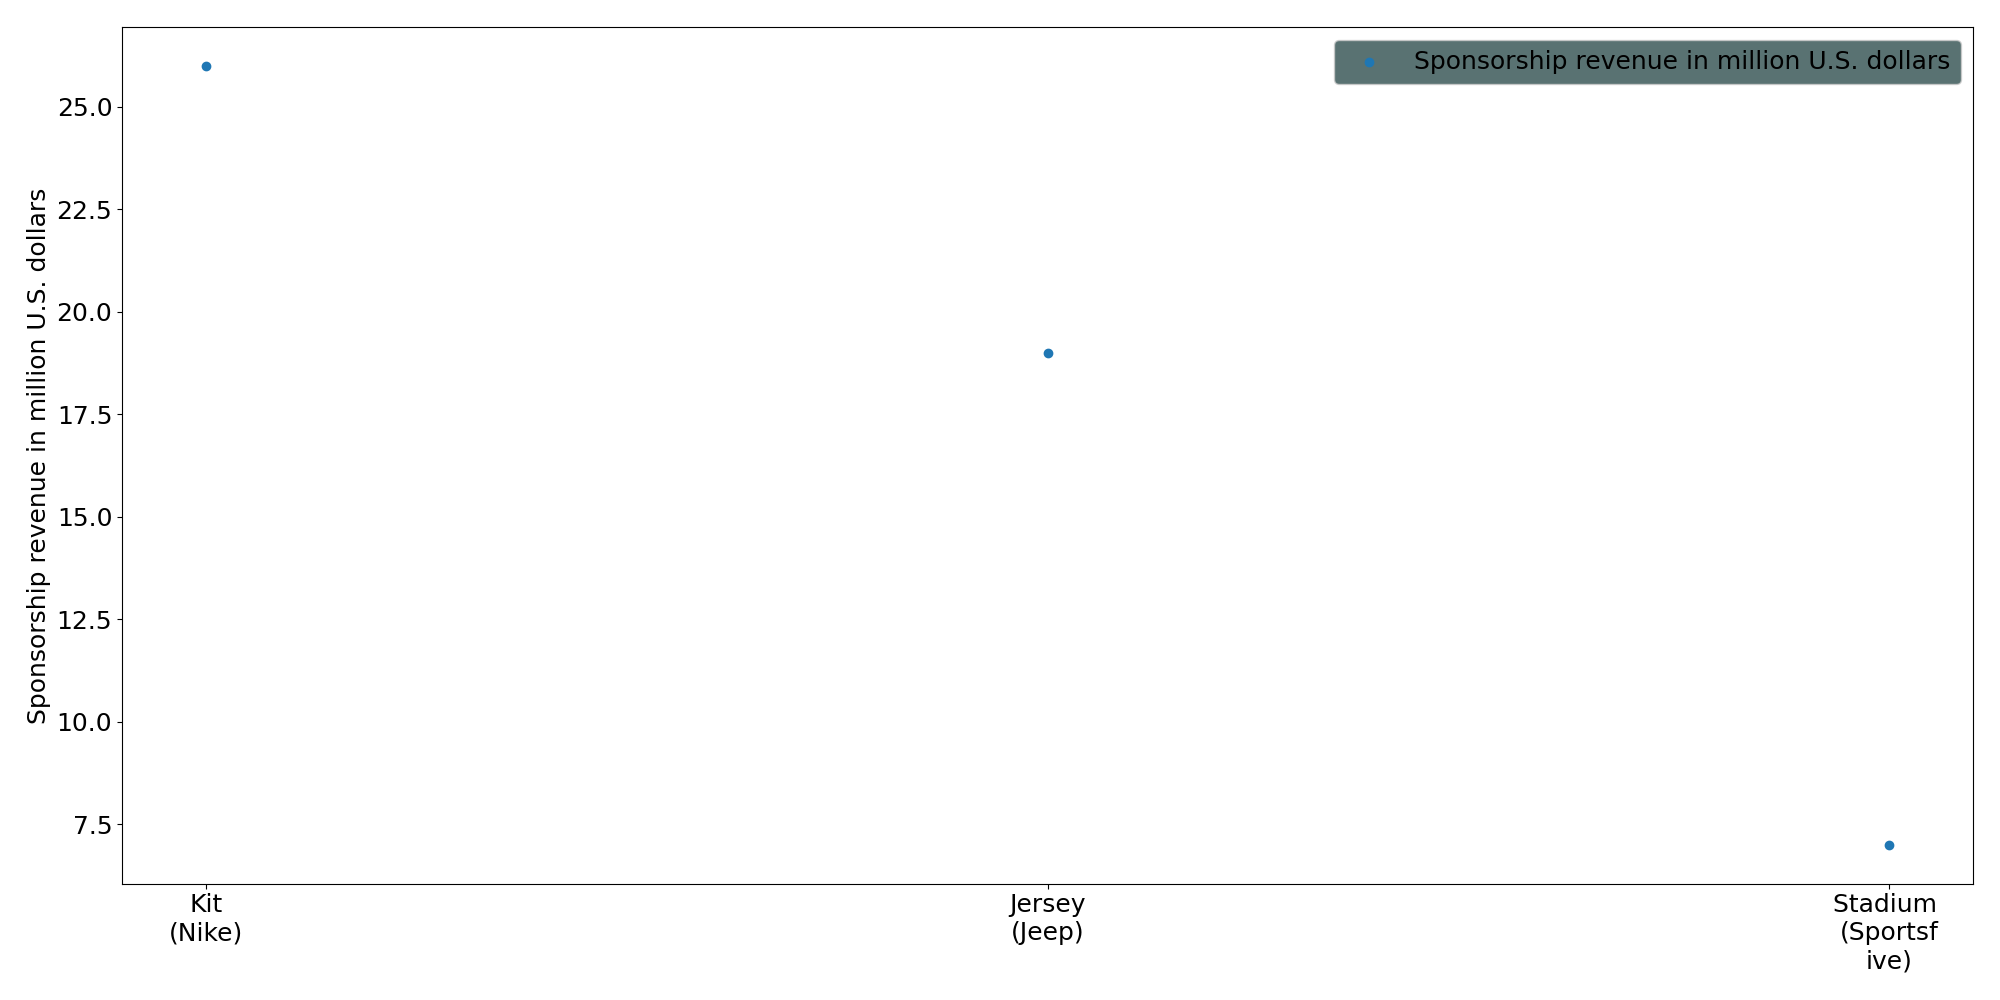 Sponsorship revenue in million U.S. dollars
Sponsorship revenue in million U.S. dollars
25.0
22.5
20.0
17.5
15.0
12.5
10.0
7.5
Kit
(Nike)
Jersey
(Jeep)
Stadium
(Sportsf
ive)